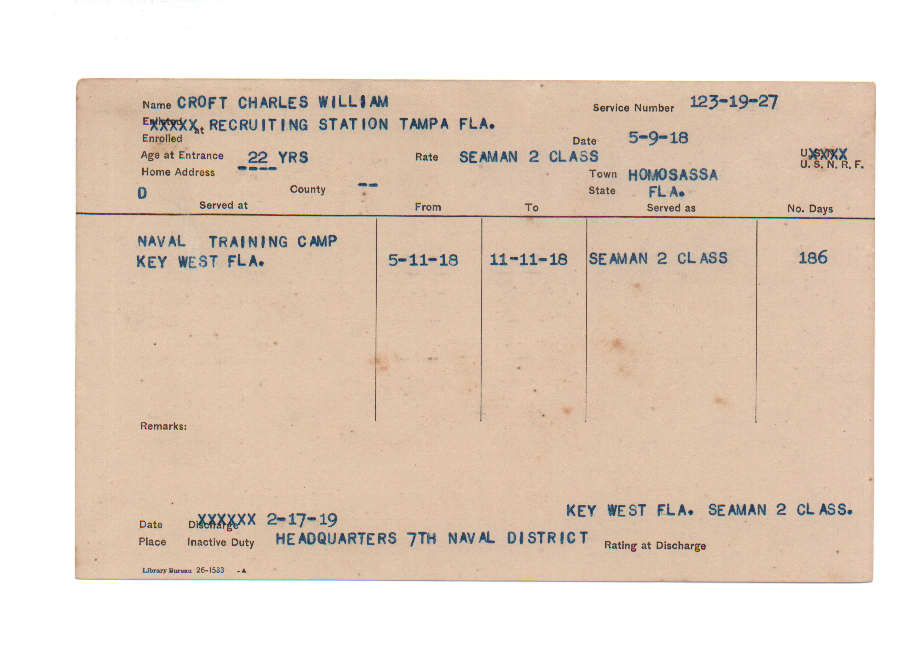 Name CROFT CHARLES WILLIAM Service Number 123-19-27
Enlisted XXXXX at RECRUITING STATION TAMPA FLA.
Enrolled Date 5-9-18
Age at Entrance 22 YRS Rate SEAMAN 2 CLASS U.S.N. XXXX
U. S. N. R. F.
Home Address ---- Town HOMOSASSA
D County -- State FLA.
Served at From To Served as No. Days
NAVAL TRAINING CAMP
KEY WEST FLA. 5-11-18 11-11-18 SEAMAN 2 CLASS 186
Remarks:
KEY WEST FLA. SEAMAN 2 CLASS.
Date Discharge XXXXXX 2-17-19
Place Inactive Duty HEADQUARTERS 7TH NAVAL DISTRICT Rating at Discharge
Library Bureau 26-1583 -A